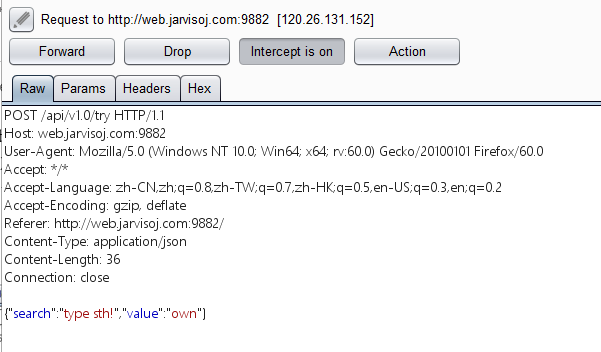 Request to http://web.jarvisoj.com:9882 [120.26.131.152]
Forward Drop Intercept is on Action
Raw Params Headers Hex
POST /api/v1.0/try HTTP/1.1
Host: web.jarvisoj.com:9882
User-Agent: Mozilla/5.0 (Windows NT 10.0; Win64; x64; rv:60.0) Gecko/20100101 Firefox/60.0
Accept: */*
Accept-Language: zh-CN,zh;q=0.8,zh-TW;q=0.7,zh-HK;q=0.5,en-US;q=0.3,en;q=0.2
Accept-Encoding: gzip, deflate
Referer: http://web.jarvisoj.com:9882/
Content-Type: application/json
Content-Length: 36
Connection: close
{"search":"type sth!","value":"own"}